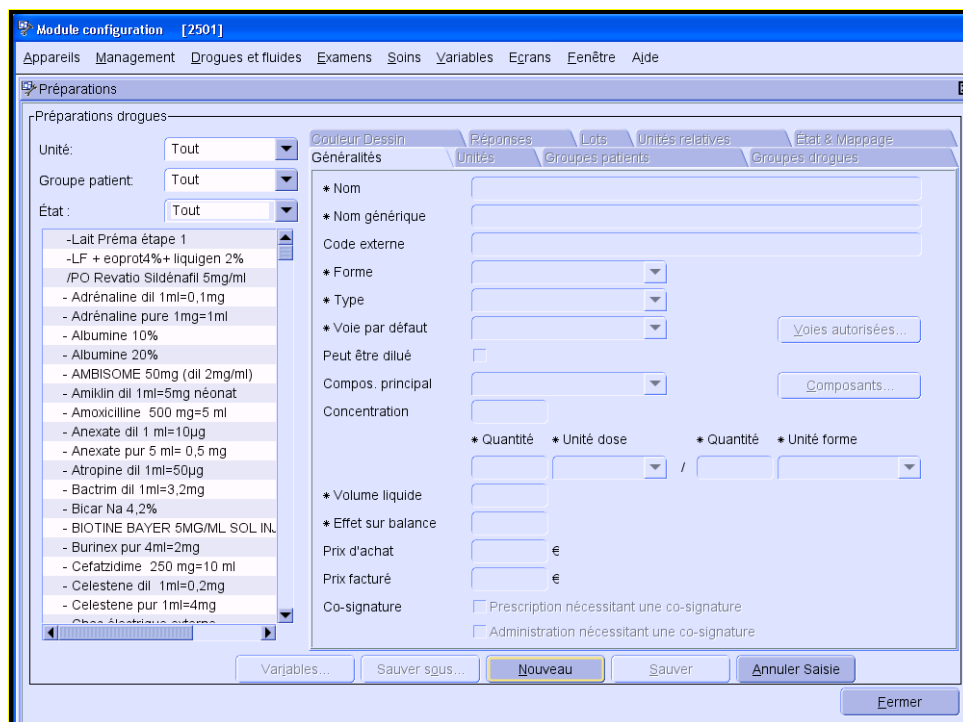 Module configuration [2501]
Appareils Management Drogues et fluides Examens Soins Variables Ecrans Fenêtre Aide
Préparations
Préparations drogues
Unité: Tout
Groupe patient: Tout
État : Tout
-Lait Préma étape 1
-LF + eoprot4%+ liquigen 2%
/PO Revatio Sildénafil 5mg/ml
- Adrénaline dil 1ml=0,1mg
- Adrénaline pure 1mg=1ml
- Albumine 10%
- Albumine 20%
- AMBISOME 50mg (dil 2mg/ml)
- Amiklin dil 1ml=5mg néonat
- Amoxicilline 500 mg=5 ml
- Anexate dil 1 ml=10µg
- Anexate pur 5 ml= 0,5 mg
- Atropine dil 1ml=50µg
- Bactrim dil 1ml=3,2mg
- Bicar Na 4,2%
- BIOTINE BAYER 5MG/ML SOL INJ
- Burinex pur 4ml=2mg
- Cefatzidime 250 mg=10 ml
- Celestene dil 1ml=0,2mg
- Celestene pur 1ml=4mg
- Choc électrique externe
Couleur Dessin Réponses Lots Unités relatives État & Mappage
Généralités Unités Groupes patients Groupes drogues
* Nom
* Nom générique
Code externe
* Forme
* Type
* Voie par défaut Voies autorisées...
Peut être dilué
Compos. principal Composants...
Concentration
* Quantité * Unité dose * Quantité * Unité forme
/
* Volume liquide
* Effet sur balance
Prix d'achat €
Prix facturé €
Co-signature Prescription nécessitant une co-signature
Administration nécessitant une co-signature
Variables... Sauver sous... Nouveau Sauver Annuler Saisie
Fermer